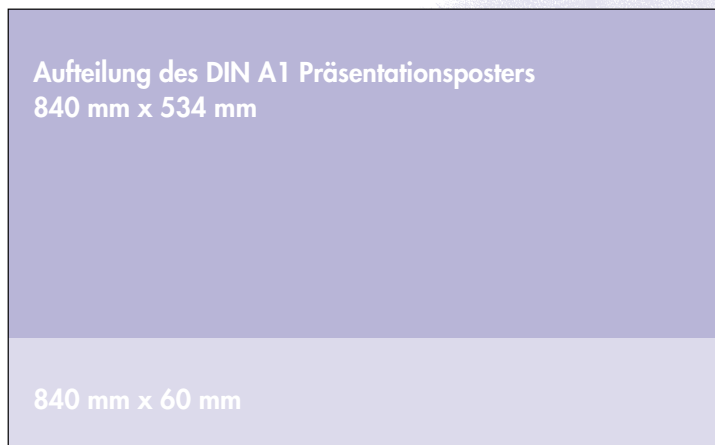 Aufteilung des DIN A1 Präsentationsposters
840 mm x 534 mm
840 mm x 60 mm